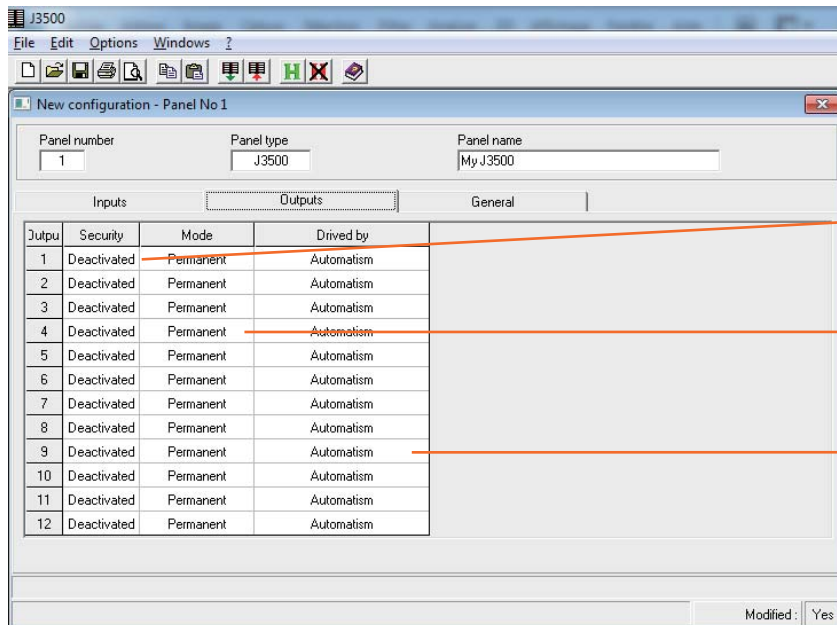 J3500
File Edit Options Windows ?
New configuration - Panel No 1
Panel number Panel type Panel name
1 J3500 My J3500
Inputs Outputs General
Outpu Security Mode Drived by
1 Deactivated Permanent Automatism
2 Deactivated Permanent Automatism
3 Deactivated Permanent Automatism
4 Deactivated Permanent Automatism
5 Deactivated Permanent Automatism
6 Deactivated Permanent Automatism
7 Deactivated Permanent Automatism
8 Deactivated Permanent Automatism
9 Deactivated Permanent Automatism
10 Deactivated Permanent Automatism
11 Deactivated Permanent Automatism
12 Deactivated Permanent Automatism
Modified : Yes